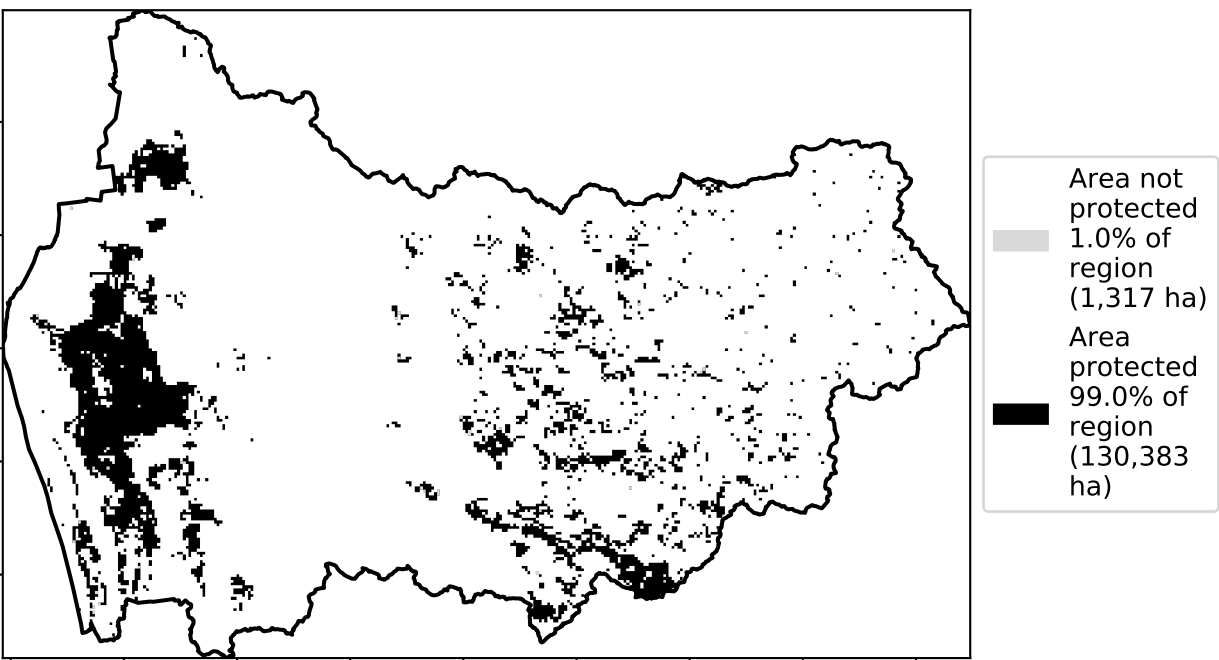 Area not
protected
1.0% of
region
(1,317 ha)
Area
protected
99.0% of
region
(130,383
ha)